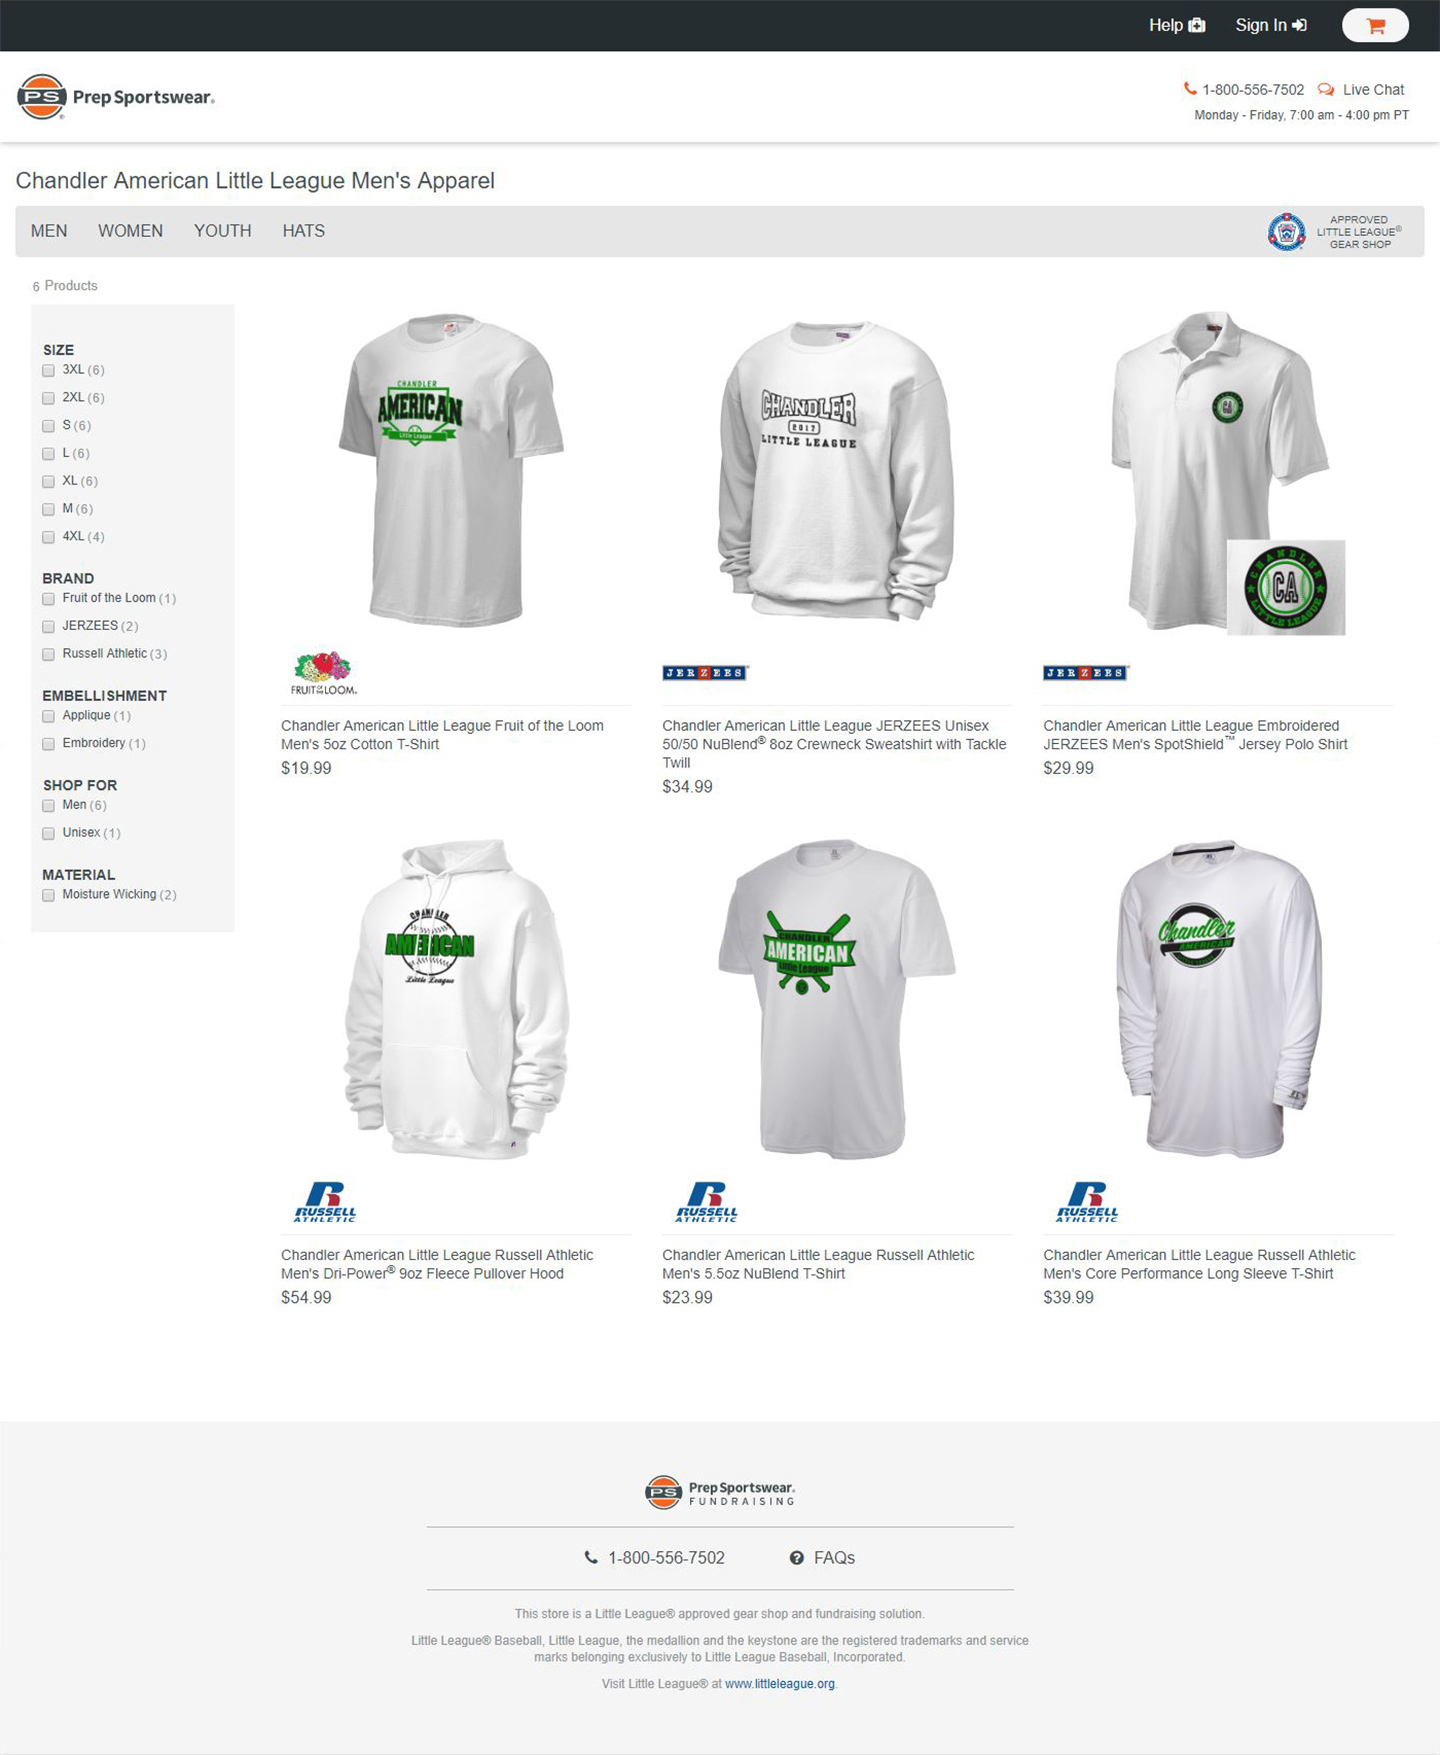 Help Sign In
PS Prep Sportswear®
1-800-556-7502 Live Chat
Monday - Friday, 7:00 am - 4:00 pm PT
Chandler American Little League Men's Apparel
MEN WOMEN YOUTH HATS
APPROVED
LITTLE LEAGUE®
GEAR SHOP
6 Products
SIZE
3XL (6)
2XL (6)
S (6)
L (6)
XL (6)
M (6)
4XL (4)
BRAND
Fruit of the Loom (1)
JERZEES (2)
Russell Athletic (3)
EMBELLISHMENT
Applique (1)
Embroidery (1)
SHOP FOR
Men (6)
Unisex (1)
MATERIAL
Moisture Wicking (2)
CHANDLER
AMERICAN
Little League
CHANDLER
2017
LITTLE LEAGUE
CA
CHANDLER
CA
LITTLE LEAGUE
FRUIT OF THE LOOM®
JERZEES®
JERZEES®
Chandler American Little League Fruit of the Loom
Men's 5oz Cotton T-Shirt
$19.99
Chandler American Little League JERZEES Unisex
50/50 NuBlend® 8oz Crewneck Sweatshirt with Tackle
Twill
$34.99
Chandler American Little League Embroidered
JERZEES Men's SpotShield™ Jersey Polo Shirt
$29.99
CHANDLER
AMERICAN
Little League
CHANDLER
AMERICAN
Little League
Chandler
AMERICAN
RUSSELL
ATHLETIC
RUSSELL
ATHLETIC
RUSSELL
ATHLETIC
Chandler American Little League Russell Athletic
Men's Dri-Power® 9oz Fleece Pullover Hood
$54.99
Chandler American Little League Russell Athletic
Men's 5.5oz NuBlend T-Shirt
$23.99
Chandler American Little League Russell Athletic
Men's Core Performance Long Sleeve T-Shirt
$39.99
PS Prep Sportswear®
FUNDRAISING
1-800-556-7502 FAQs
This store is a Little League® approved gear shop and fundraising solution.
Little League® Baseball, Little League, the medallion and the keystone are the registered trademarks and service
marks belonging exclusively to Little League Baseball, Incorporated.
Visit Little League® at www.littleleague.org.